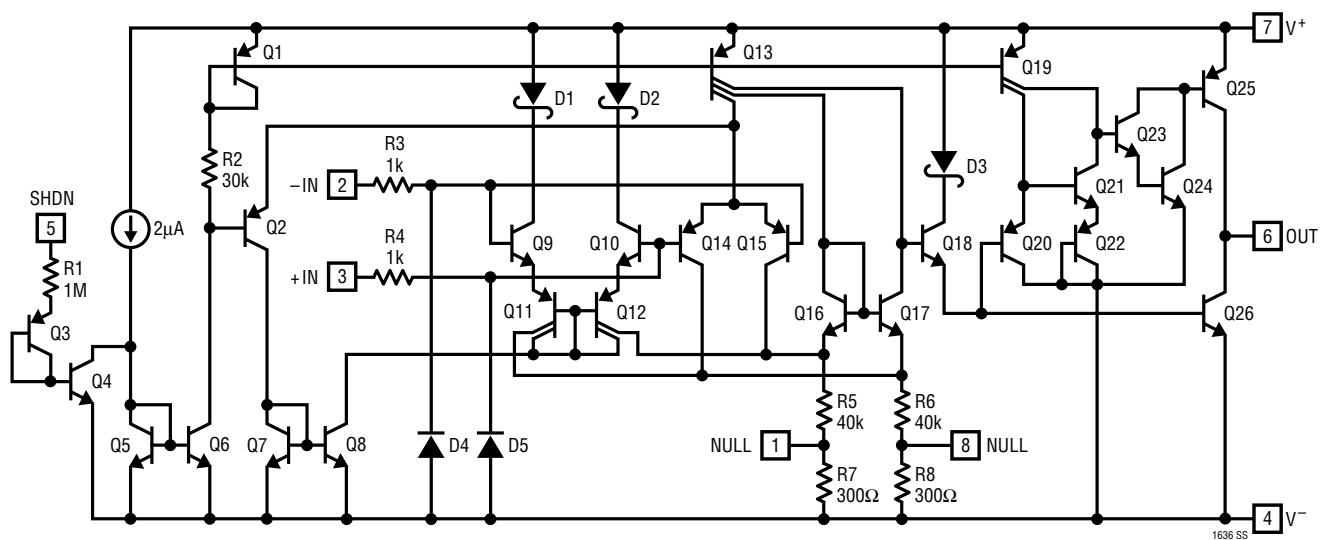 7 V+
Q1
Q13
Q19
Q25
D1
D2
Q23
R3
1k
R2
30k
D3
−IN 2
Q21
Q24
SHDN
5
2µA
Q2
R4
1k
Q9
Q10
Q14
Q15
Q18
Q20
Q22
6 OUT
R1
1M
+IN 3
Q11
Q12
Q16
Q17
Q26
Q3
Q4
R5
40k
R6
40k
Q5
Q6
Q7
Q8
D4
D5
NULL 1
8 NULL
R7
300Ω
R8
300Ω
4 V−
1636 SS